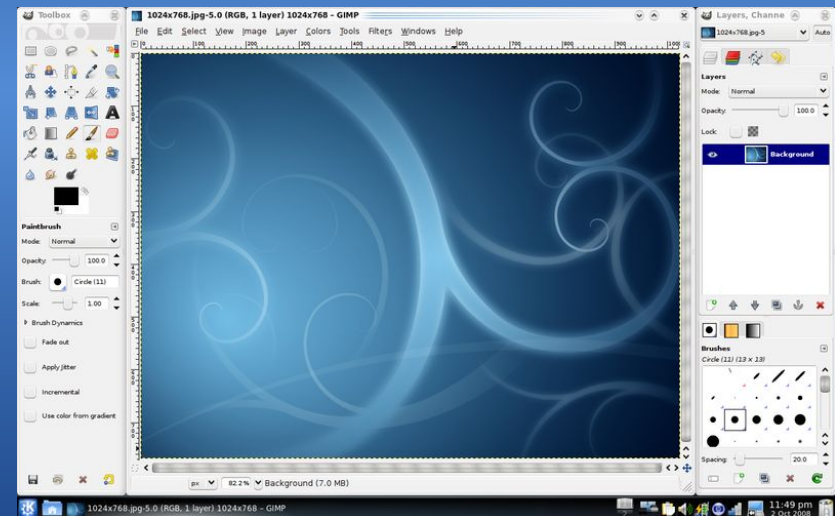 Toolbox
1024x768.jpg-5.0 (RGB, 1 layer) 1024x768 – GIMP
Layers, Channe
File Edit Select View Image Layer Colors Tools Filters Windows Help
1024x768.jpg-5
Auto
Layers
Mode: Normal
Opacity: 100.0
Lock:
Background
Paintbrush
Mode: Normal
Opacity: 100.0
Brush: Circle (11)
Scale: 1.00
Brush Dynamics
Fade out
Apply Jitter
Incremental
Use color from gradient
Brushes
Circle (11) (13 x 13)
Spacing: 20.0
px 82.2% Background (7.0 MB)
1024x768.jpg-5.0 (RGB, 1 layer) 1024x768 – GIMP
11:49 pm
2 Oct 2008